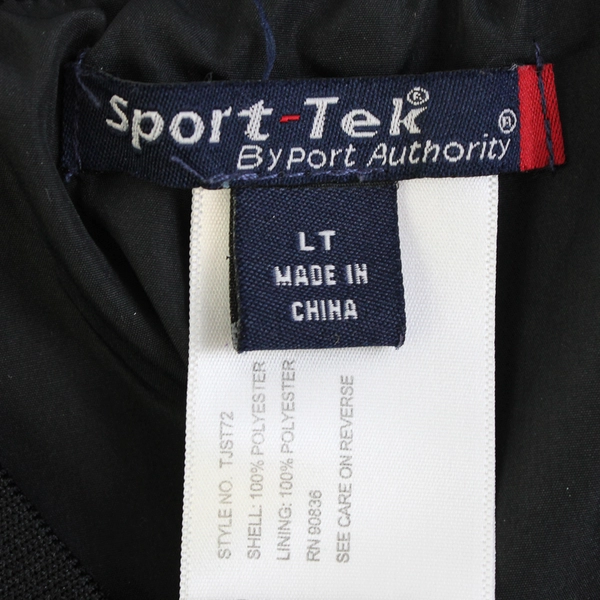 Sport-Tek®
By Port Authority®
LT
MADE IN
CHINA
STYLE NO. TJST72
SHELL: 100% POLYESTER
LINING: 100% POLYESTER
RN 90836
SEE CARE ON REVERSE